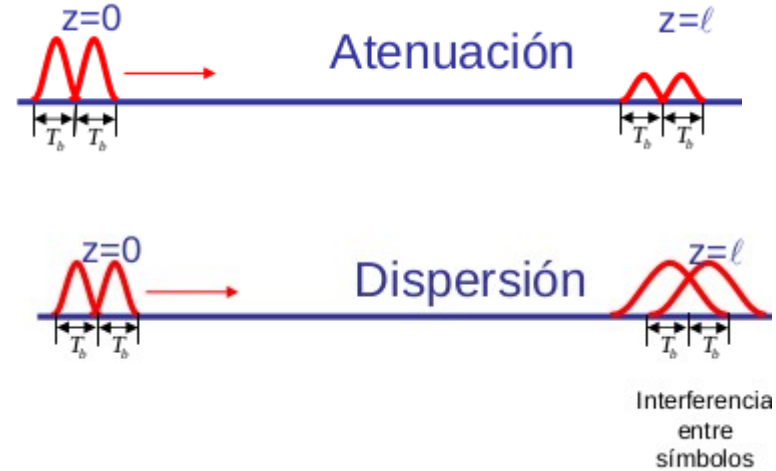 z=0
z=ℓ
Atenuación
T_b T_b
T_b T_b
z=0
z=ℓ
Dispersión
T_b T_b
T_b T_b
Interferencia
entre
símbolos